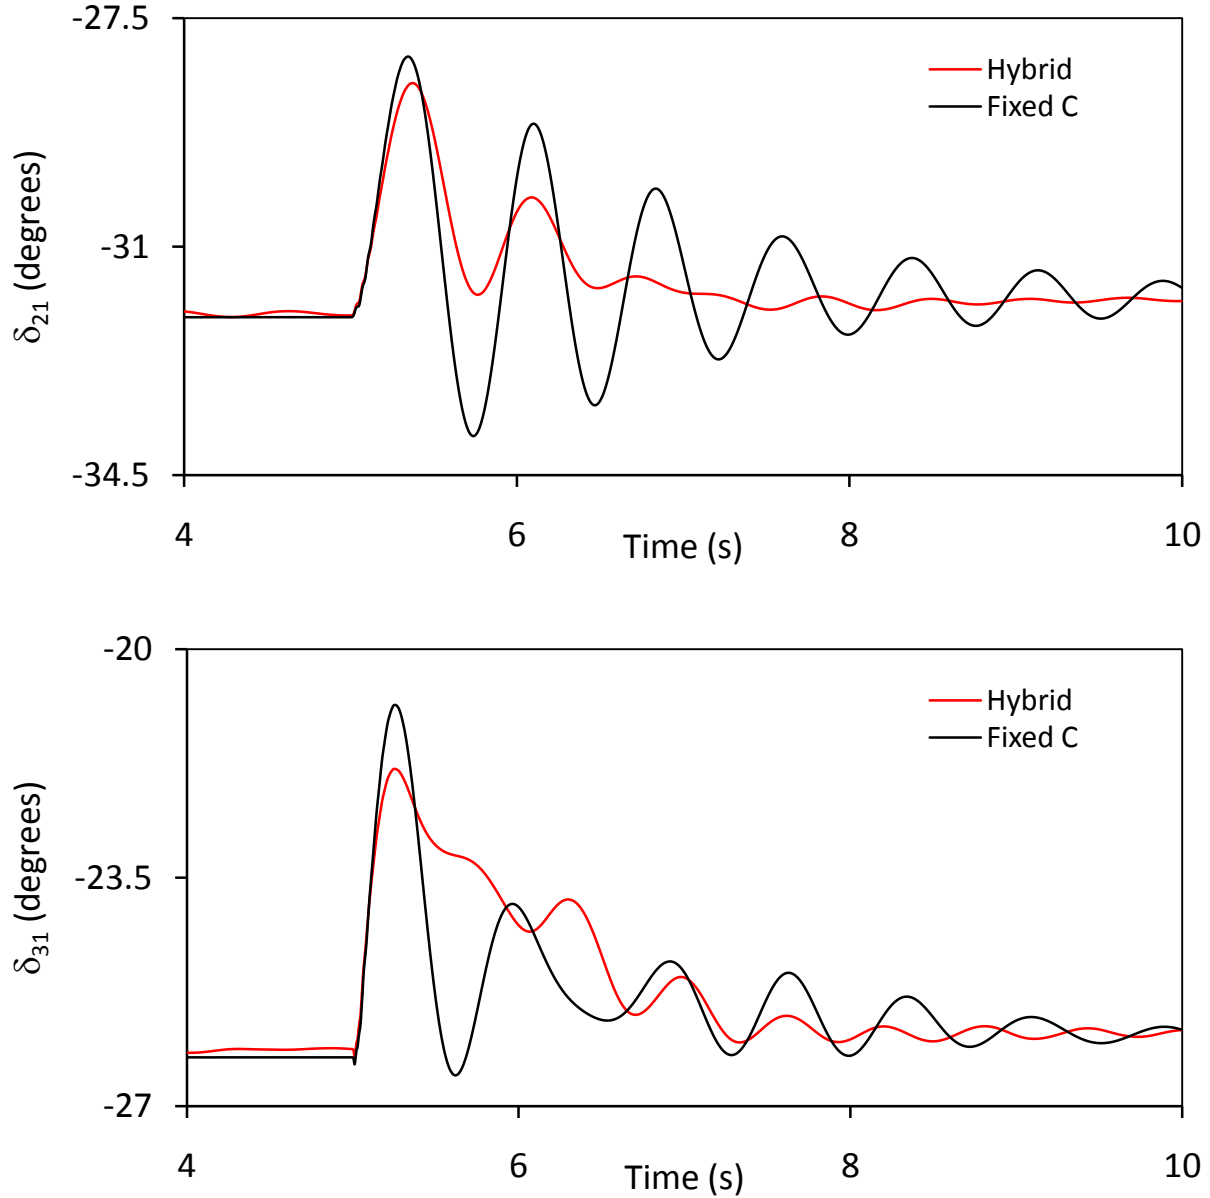 -27.5
Hybrid
Fixed C
-31
δ21 (degrees)
-34.5
4 6 8 10
Time (s)
-20
Hybrid
Fixed C
-23.5
δ31 (degrees)
-27
4 6 8 10
Time (s)